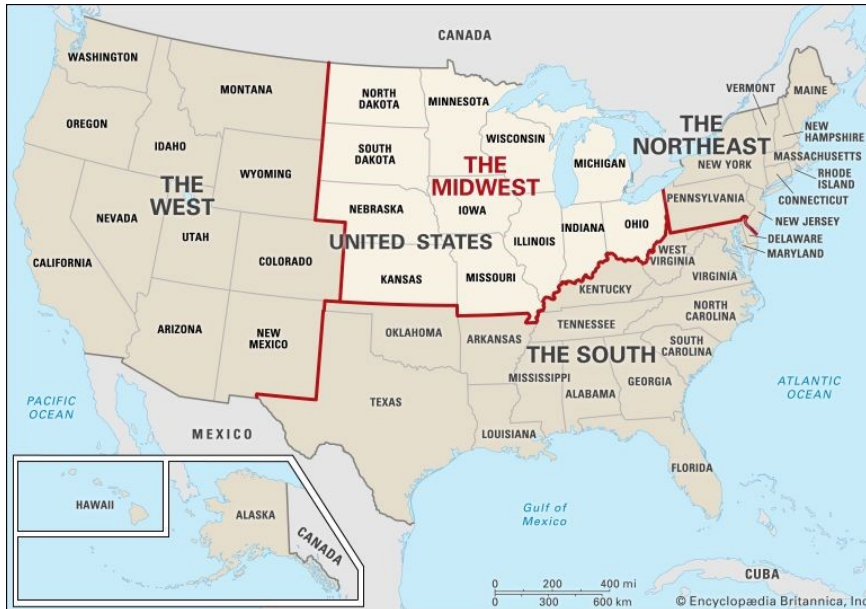 CANADA
WASHINGTON
MONTANA
NORTH
DAKOTA
MINNESOTA
VERMONT
MAINE
OREGON
IDAHO
SOUTH
DAKOTA
WISCONSIN
MICHIGAN
THE
NORTHEAST
NEW
HAMPSHIRE
NEW YORK
MASSACHUSETTS
RHODE
ISLAND
CONNECTICUT
WYOMING
THE
WEST
THE
MIDWEST
NEBRASKA
IOWA
PENNSYLVANIA
NEW JERSEY
DELAWARE
MARYLAND
NEVADA
UTAH
COLORADO
UNITED STATES
ILLINOIS
INDIANA
OHIO
WEST
VIRGINIA
VIRGINIA
CALIFORNIA
KANSAS
MISSOURI
KENTUCKY
NORTH
CAROLINA
ARIZONA
NEW
MEXICO
OKLAHOMA
ARKANSAS
TENNESSEE
SOUTH
CAROLINA
THE SOUTH
MISSISSIPPI
ALABAMA
GEORGIA
PACIFIC
OCEAN
ATLANTIC
OCEAN
TEXAS
LOUISIANA
FLORIDA
MEXICO
HAWAII
ALASKA
CANADA
Gulf of
Mexico
CUBA
0 200 400 mi
0 300 600 km
© Encyclopædia Britannica, Inc